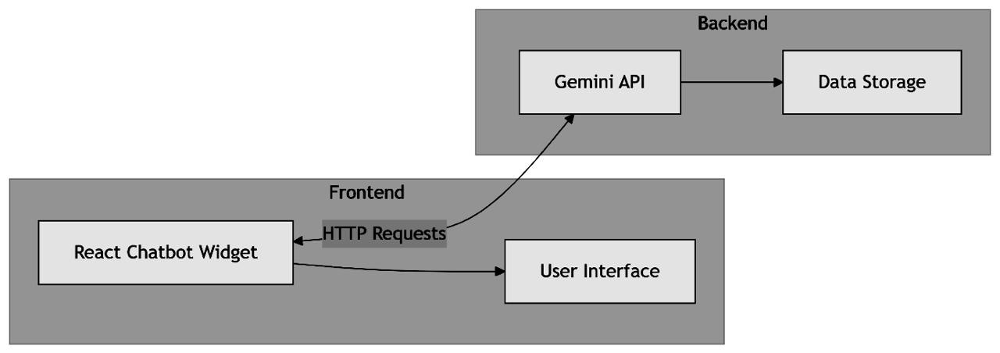 Backend
Gemini API
Data Storage
Frontend
HTTP Requests
React Chatbot Widget
User Interface